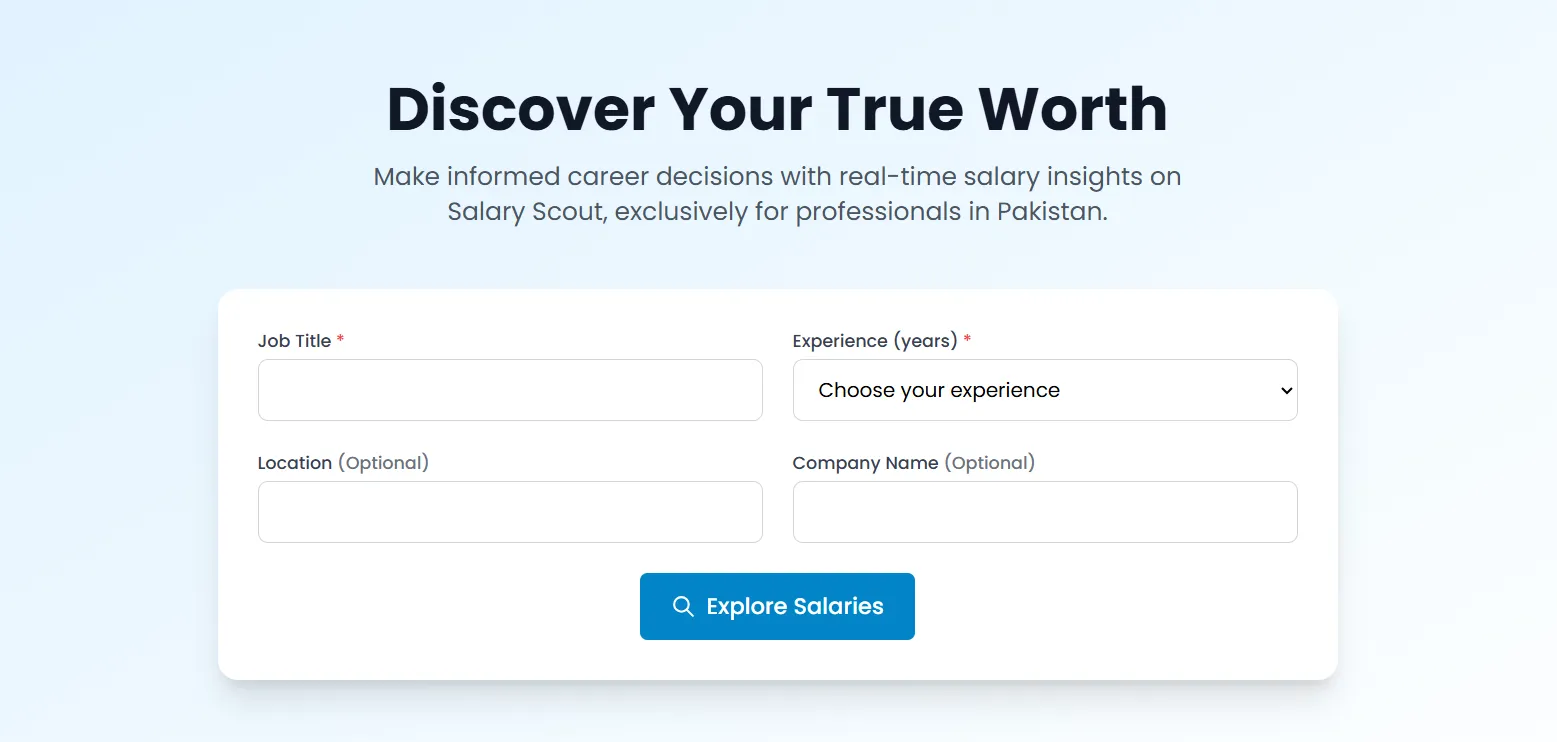 Discover Your True Worth
Make informed career decisions with real-time salary insights on
Salary Scout, exclusively for professionals in Pakistan.
Job Title *
Experience (years) *
Choose your experience
Location (Optional)
Company Name (Optional)
Explore Salaries